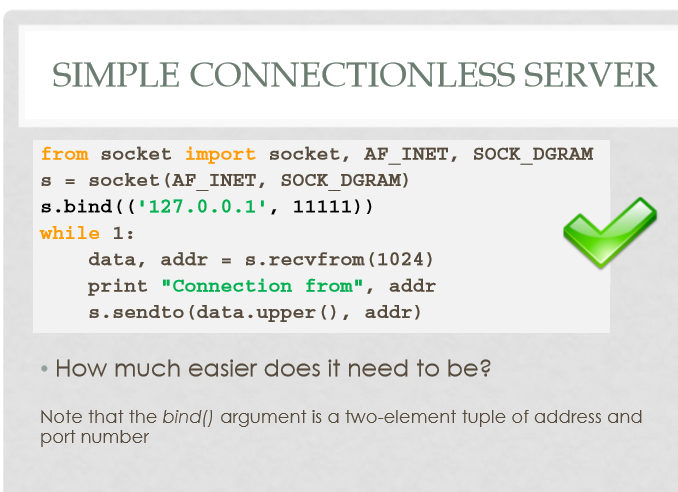 SIMPLE CONNECTIONLESS SERVER
from socket import socket, AF_INET, SOCK_DGRAM
s = socket(AF_INET, SOCK_DGRAM)
s.bind(('127.0.0.1', 11111))
while 1:
    data, addr = s.recvfrom(1024)
    print "Connection from", addr
    s.sendto(data.upper(), addr)
• How much easier does it need to be?
Note that the bind() argument is a two-element tuple of address and
port number